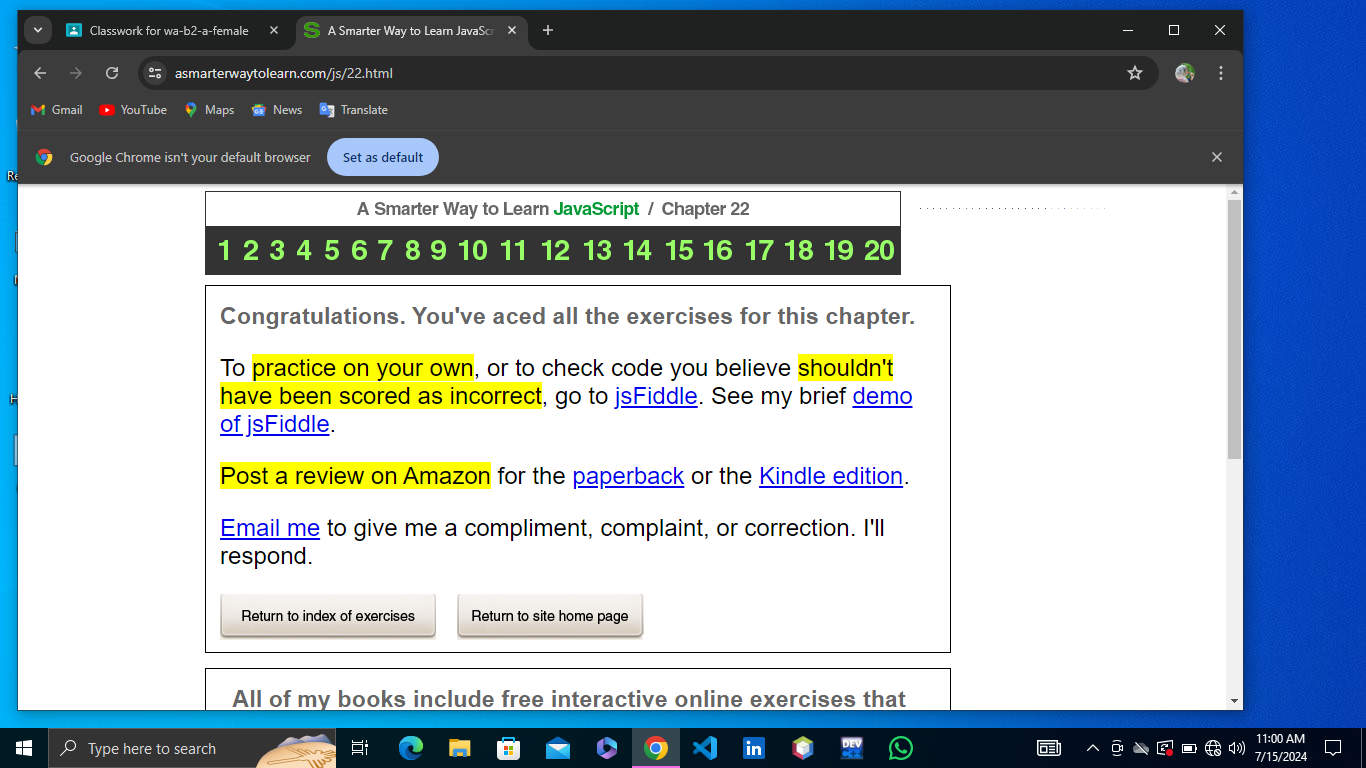 Classwork for wa-b2-a-female
A Smarter Way to Learn JavaScr
asmarterwaytolearn.com/js/22.html
Gmail YouTube Maps News Translate
Google Chrome isn't your default browser Set as default
A Smarter Way to Learn JavaScript / Chapter 22
1 2 3 4 5 6 7 8 9 10 11 12 13 14 15 16 17 18 19 20
Congratulations. You've aced all the exercises for this chapter.
To practice on your own, or to check code you believe shouldn't
have been scored as incorrect, go to jsFiddle. See my brief demo
of jsFiddle.
Post a review on Amazon for the paperback or the Kindle edition.
Email me to give me a compliment, complaint, or correction. I'll
respond.
Return to index of exercises Return to site home page
All of my books include free interactive online exercises that
Type here to search
DEV
11:00 AM
7/15/2024